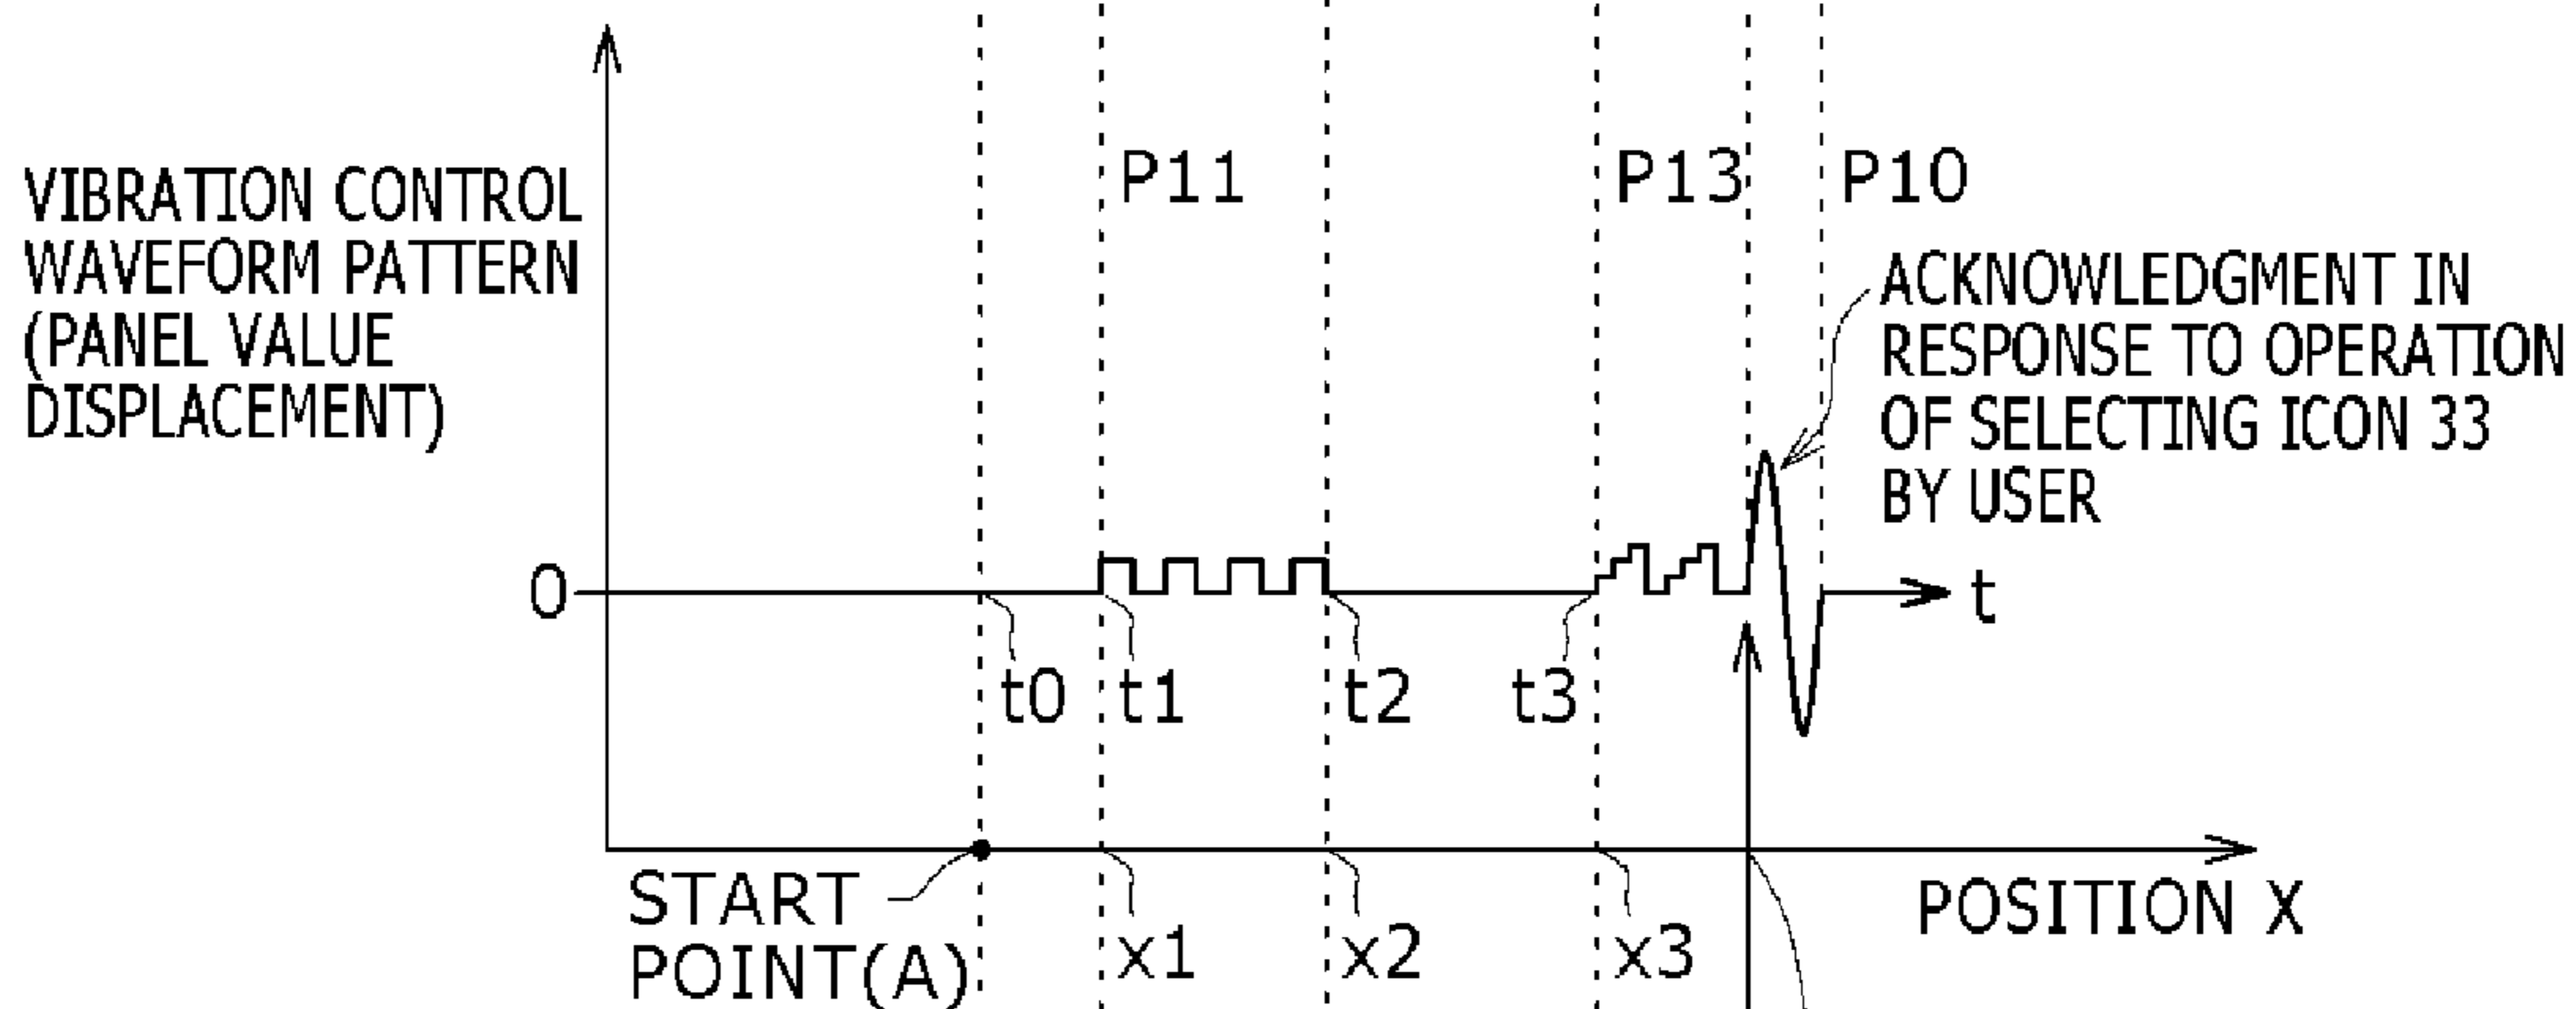 P11
P13
P10
VIBRATION CONTROL
WAVEFORM PATTERN
(PANEL VALUE
DISPLACEMENT)
ACKNOWLEDGMENT IN
RESPONSE TO OPERATION
OF SELECTING ICON 33
BY USER
0
t
t0
t1
t2
t3
START
POINT(A)
x1
x2
x3
POSITION X